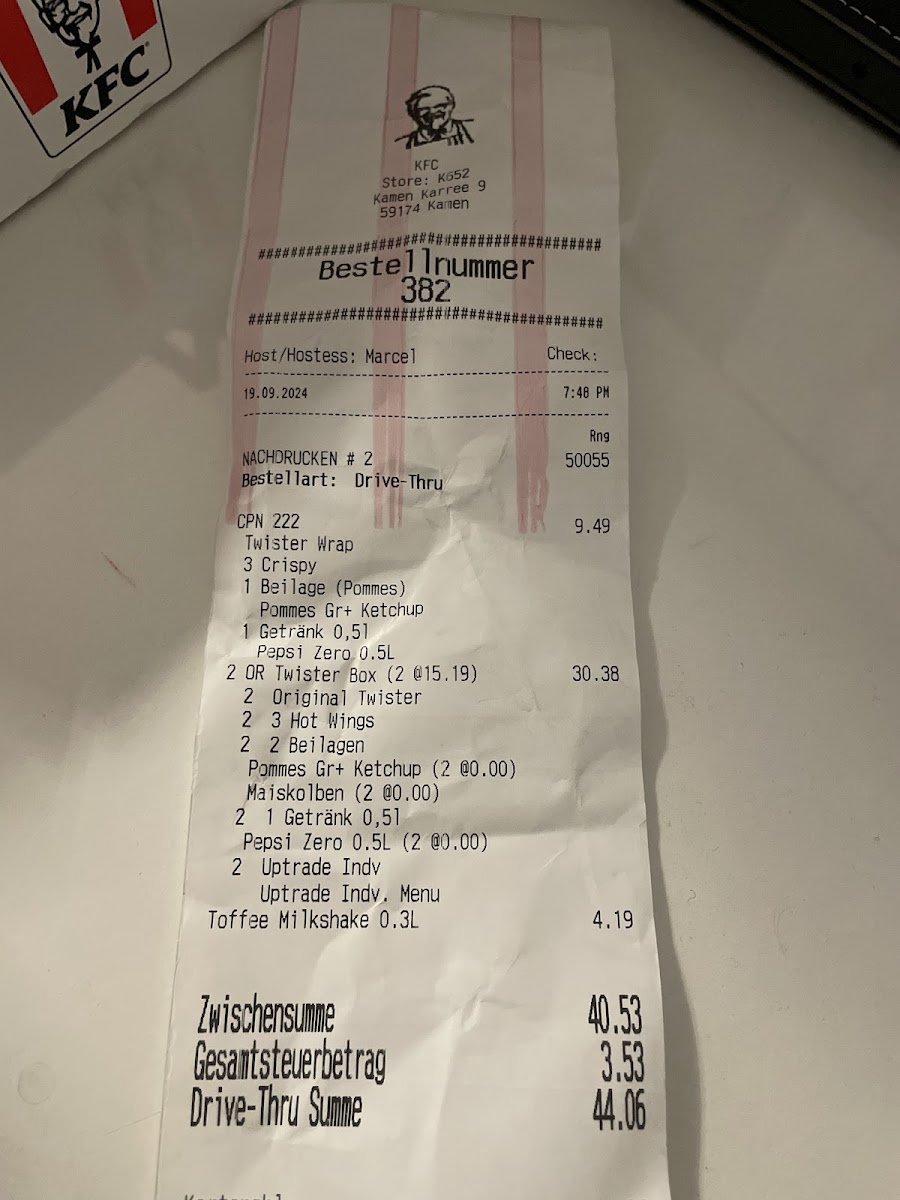 KFC
KFC
Store: K652
Kamen Karree 9
59174 Kamen
############################################
Bestellnummer
382
############################################
Host/Hostess: Marcel Check:
19.09.2024 7:48 PM
Rng
NACHDRUCKEN # 2 50055
Bestellart: Drive-Thru
CPN 222 9.49
Twister Wrap
3 Crispy
1 Beilage (Pommes)
Pommes Gr+ Ketchup
1 Getränk 0,5l
Pepsi Zero 0.5L
2 OR Twister Box (2 @15.19) 30.38
2 Original Twister
2 3 Hot Wings
2 2 Beilagen
Pommes Gr+ Ketchup (2 @0.00)
Maiskolben (2 @0.00)
2 1 Getränk 0,5l
Pepsi Zero 0.5L (2 @0.00)
2 Uptrade Indv
Uptrade Indv. Menu
Toffee Milkshake 0.3L 4.19
Zwischensumme 40.53
Gesamtsteuerbetrag 3.53
Drive-Thru Summe 44.06